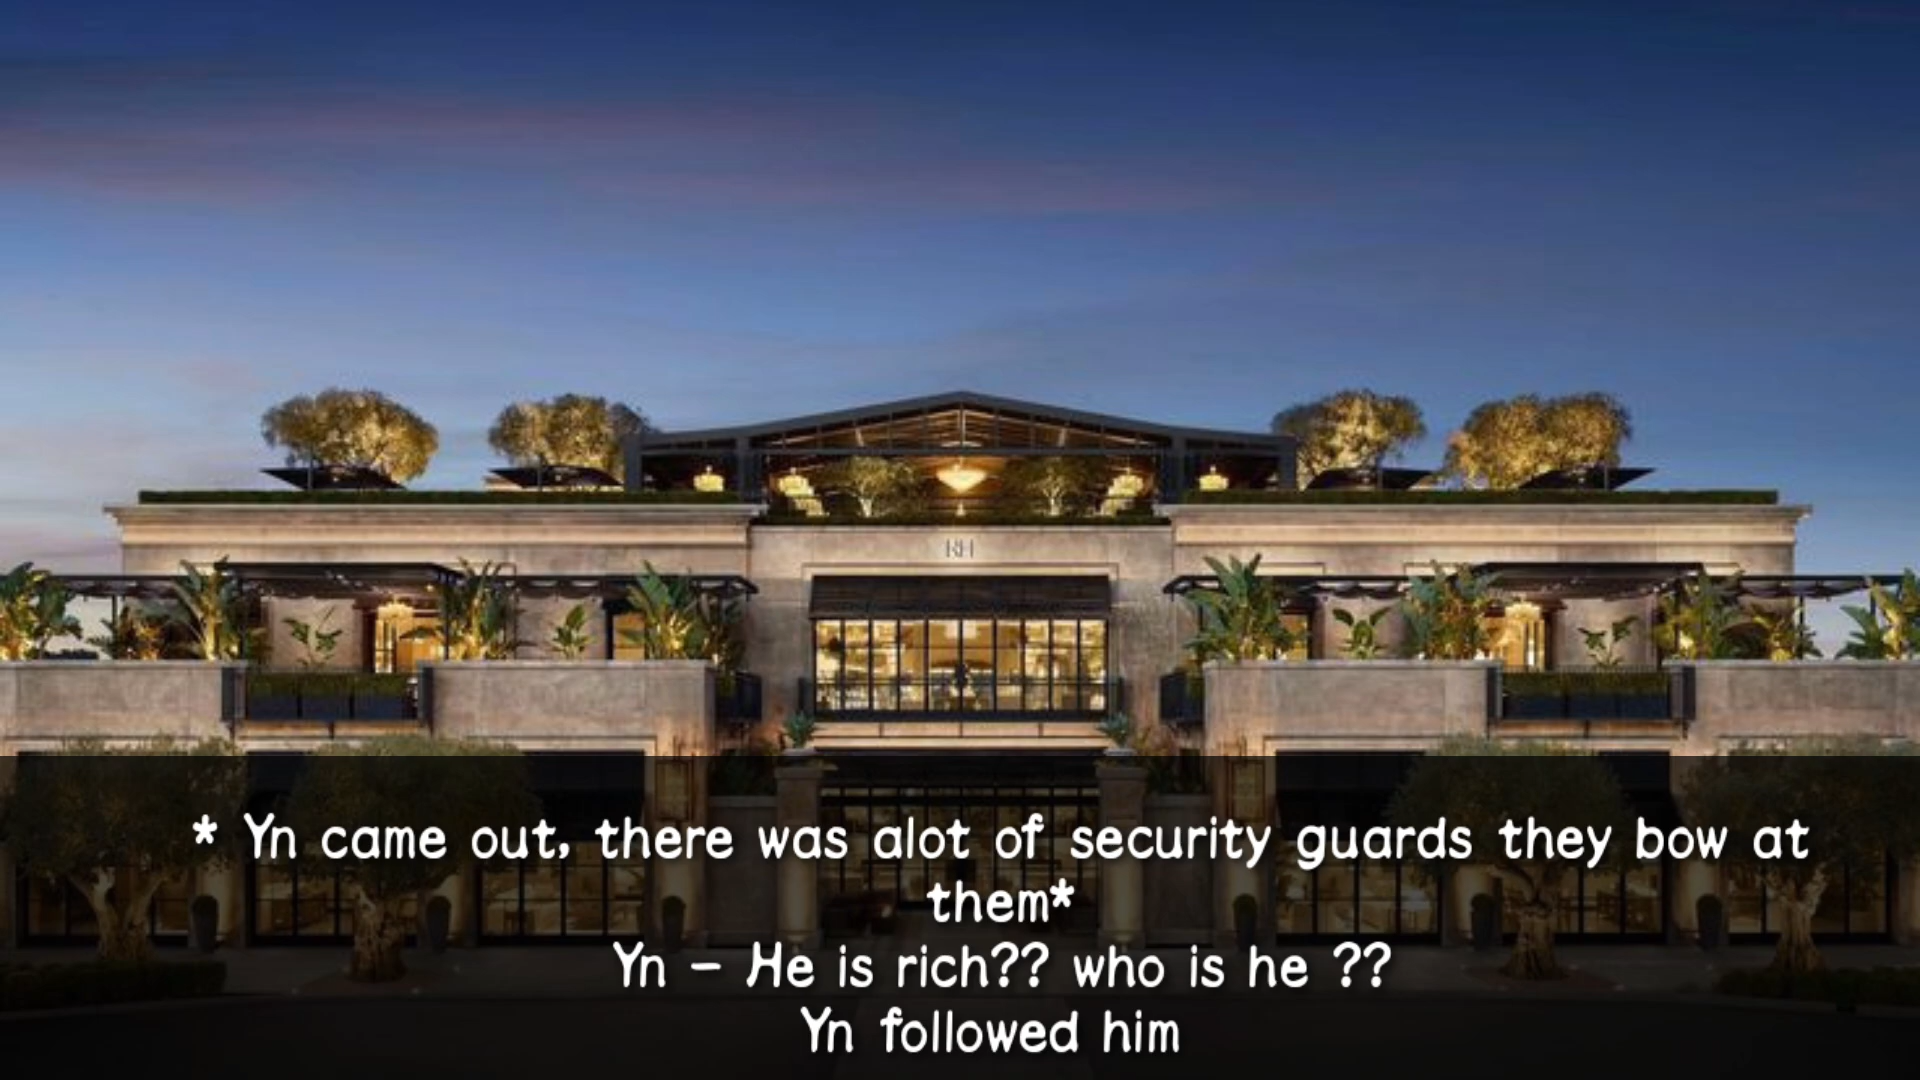 RH
* Yn came out, there was alot of security guards they bow at
them*
Yn - He is rich?? who is he ??
Yn followed him